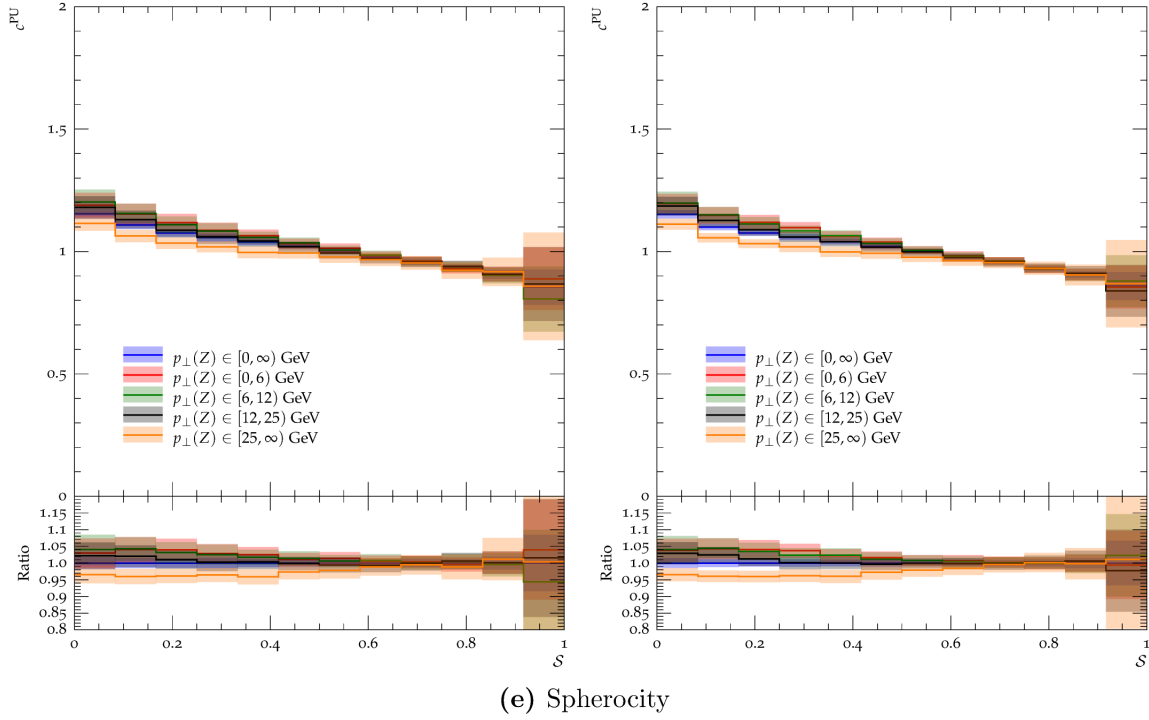 c^PU
2
1.5
1
0.5
p⊥(Z) ∈ [0, ∞) GeV
p⊥(Z) ∈ [0, 6) GeV
p⊥(Z) ∈ [6, 12) GeV
p⊥(Z) ∈ [12, 25) GeV
p⊥(Z) ∈ [25, ∞) GeV
0
Ratio
1.15
1.1
1.05
1.0
0.95
0.9
0.85
0.8
0 0.2 0.4 0.6 0.8 1
S
c^PU
2
1.5
1
0.5
p⊥(Z) ∈ [0, ∞) GeV
p⊥(Z) ∈ [0, 6) GeV
p⊥(Z) ∈ [6, 12) GeV
p⊥(Z) ∈ [12, 25) GeV
p⊥(Z) ∈ [25, ∞) GeV
0
Ratio
1.15
1.1
1.05
1.0
0.95
0.9
0.85
0.8
0 0.2 0.4 0.6 0.8 1
S
(e) Spherocity